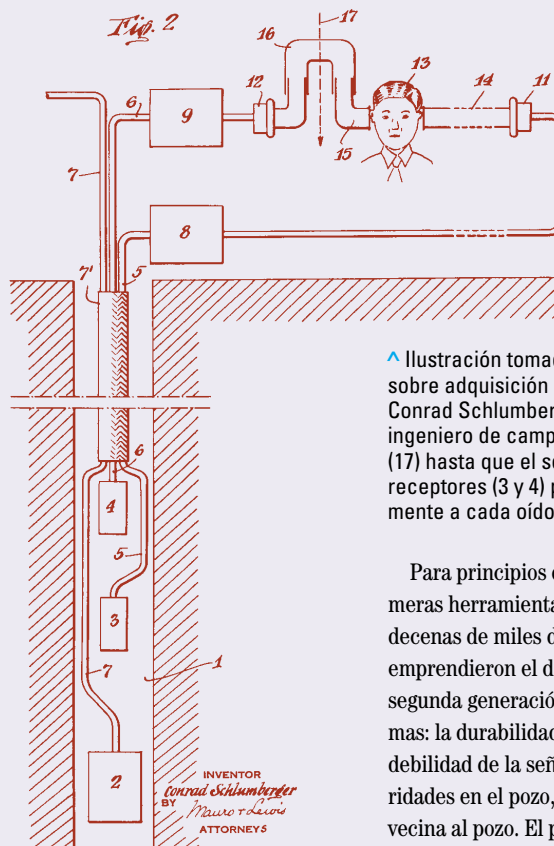 Fig. 2
16
17
13
12
14
11
6
9
15
7
8
7'
5
6
4
5
3
7
1
2
INVENTOR
Conrad Schlumberger
BY
Mauro & Lewis
ATTORNEYS
^ Ilustración tomad
sobre adquisición
Conrad Schlumber
ingeniero de camp
(17) hasta que el so
receptores (3 y 4) p
mente a cada oído
Para principios d
meras herramienta
decenas de miles d
emprendieron el d
segunda generació
mas: la durabilidad
debilidad de la señ
ridades en el pozo,
vecina al pozo. El p